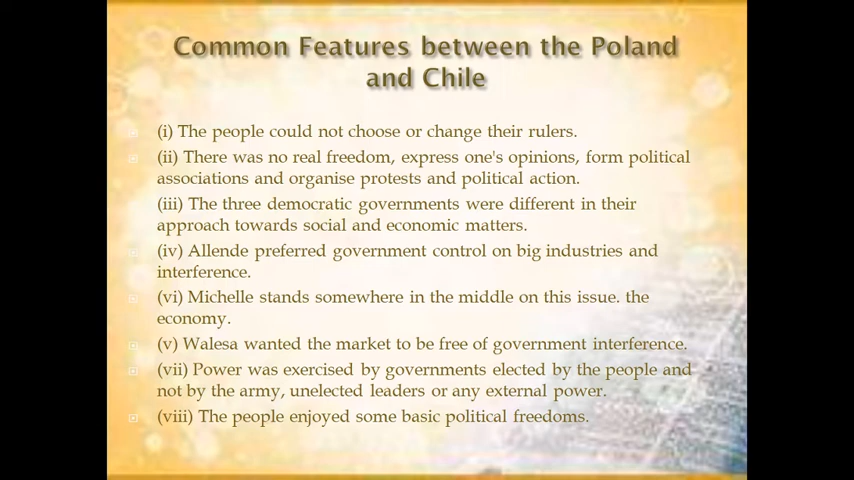 Common Features between the Poland
and Chile
(i) The people could not choose or change their rulers.
(ii) There was no real freedom, express one's opinions, form political
associations and organise protests and political action.
(iii) The three democratic governments were different in their
approach towards social and economic matters.
(iv) Allende preferred government control on big industries and
interference.
(vi) Michelle stands somewhere in the middle on this issue. the
economy.
(v) Walesa wanted the market to be free of government interference.
(vii) Power was exercised by governments elected by the people and
not by the army, unelected leaders or any external power.
(viii) The people enjoyed some basic political freedoms.